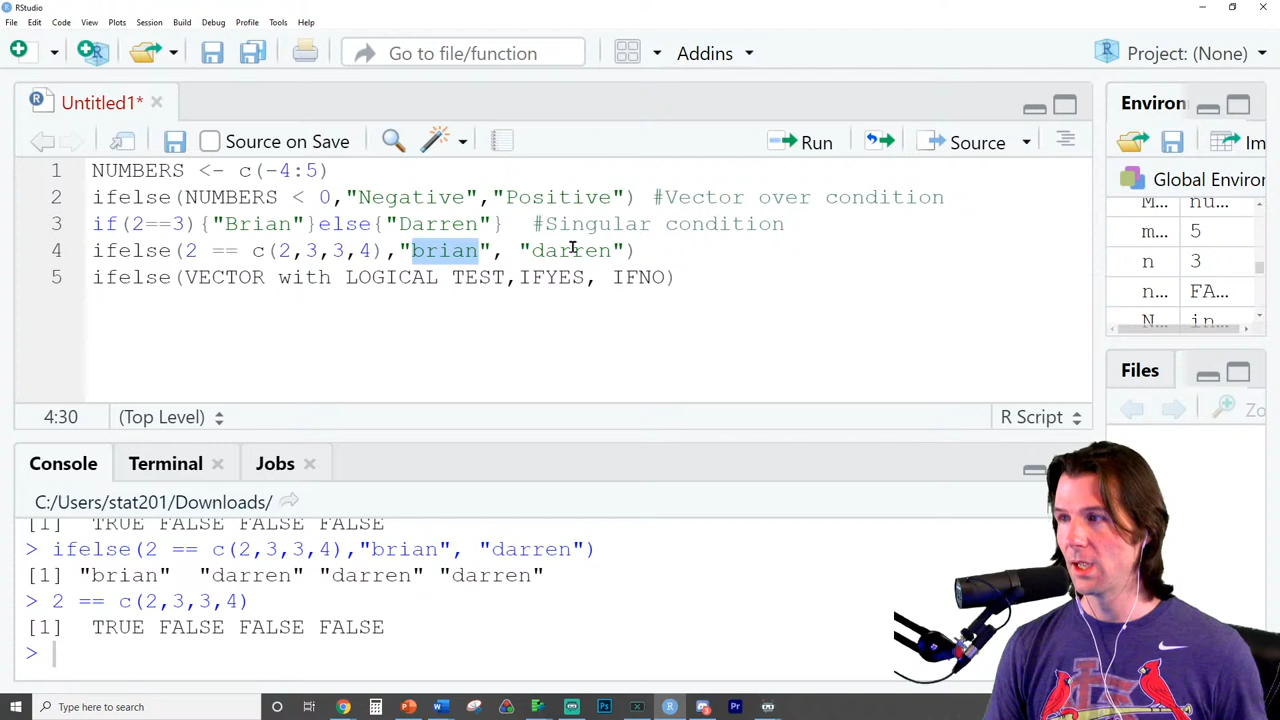 RStudio
File Edit Code View Plots Session Build Debug Profile Tools Help
Go to file/function
Addins
Project: (None)
Untitled1*
Source on Save
Run
Source
1 NUMBERS <- c(-4:5)
2 ifelse(NUMBERS < 0,"Negative","Positive") #Vector over condition
3 if(2==3){"Brian"}else{"Darren"} #Singular condition
4 ifelse(2 == c(2,3,3,4),"brian", "darren")
5 ifelse(VECTOR with LOGICAL TEST,IFYES, IFNO)
4:30 (Top Level) R Script
Console Terminal Jobs
C:/Users/stat201/Downloads/
[1] TRUE FALSE FALSE FALSE
> ifelse(2 == c(2,3,3,4),"brian", "darren")
[1] "brian" "darren" "darren" "darren"
> 2 == c(2,3,3,4)
[1] TRUE FALSE FALSE FALSE
>
Environ
Im
Global Enviror
M... nu...
m... 5
n 3
n... FA...
N... in...
Files
Zo
Type here to search